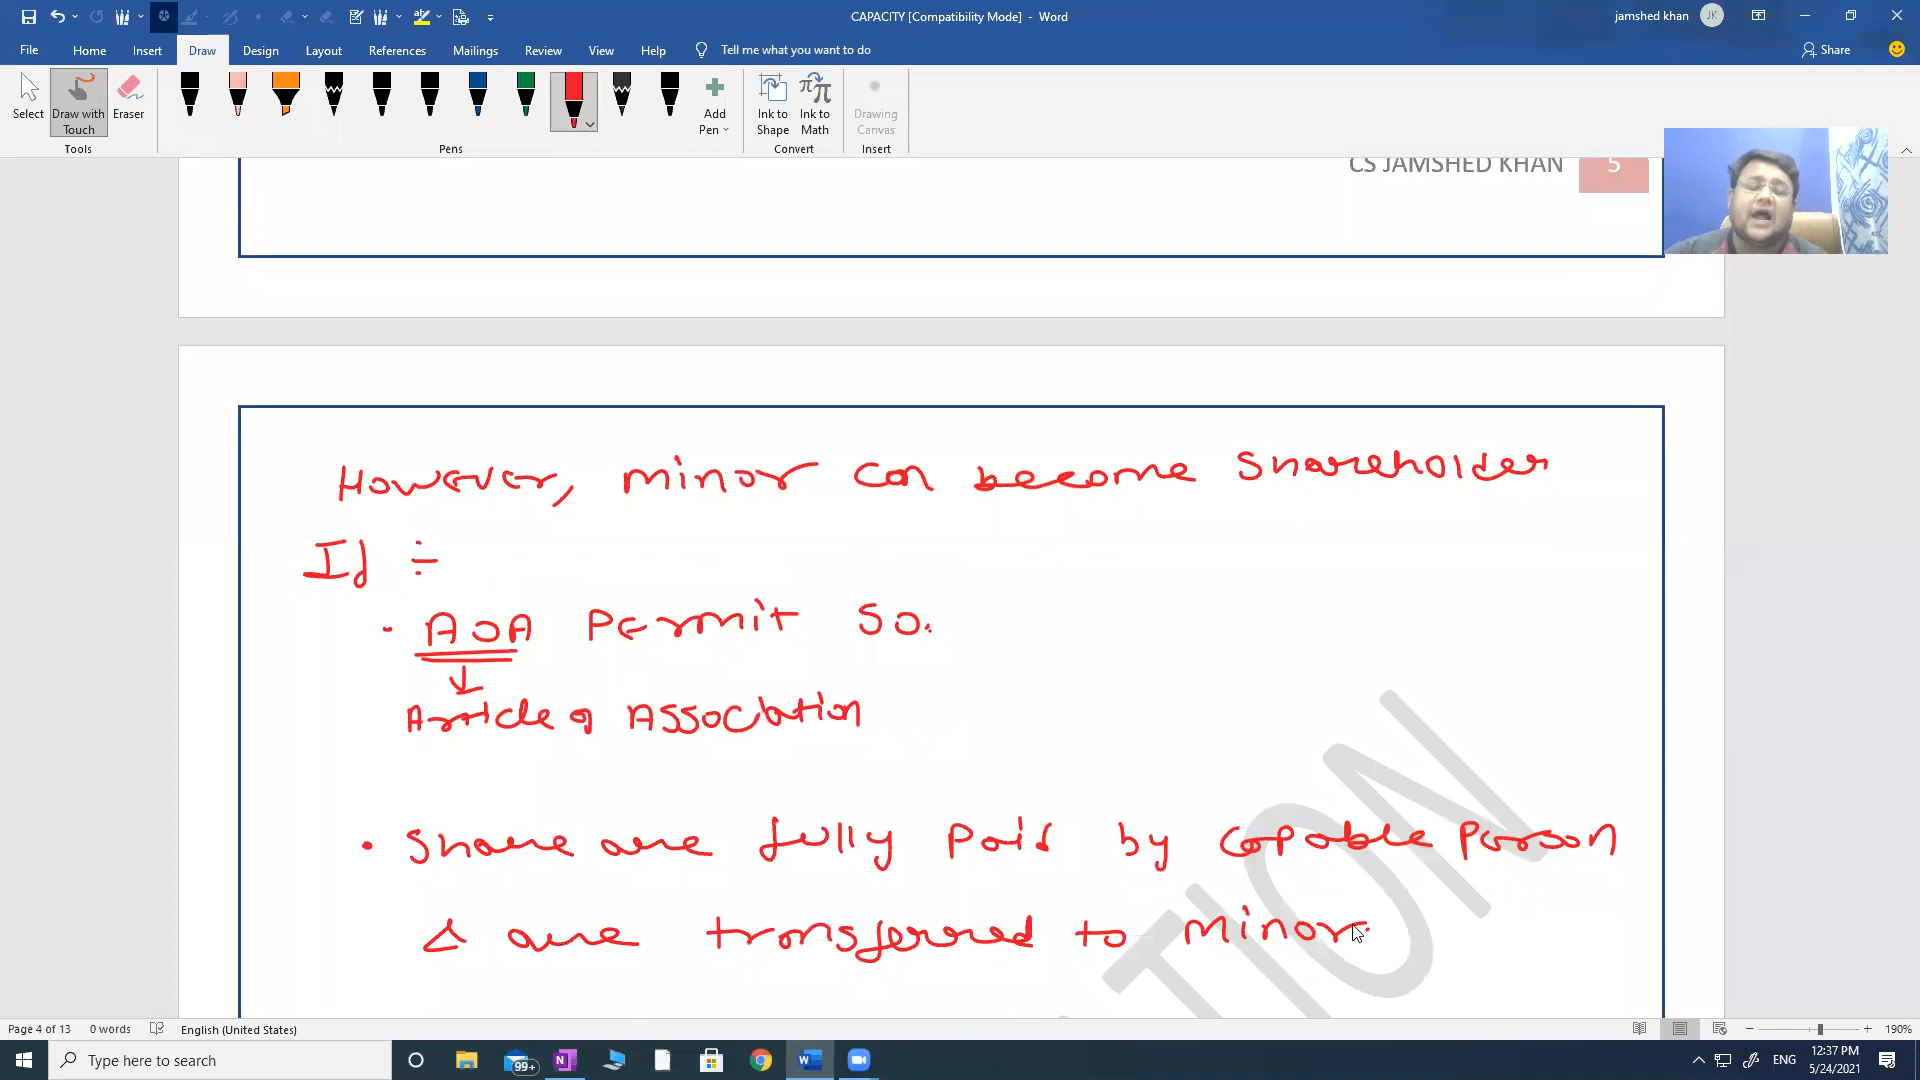 CAPACITY [Compatibility Mode] - Word
jamshed khan JK
File Home Insert Draw Design Layout References Mailings Review View Help Tell me what you want to do Share
Select Draw with Touch Eraser Add Pen Ink to Shape Ink to Math Drawing Canvas
Tools Pens Convert Insert
CS JAMSHED KHAN 5
However, minor can become Shareholder
If ÷
• AOA Permit so.
↓
Article of Association
• Share are fully Paid by Capable Person
& are transferred to minor.
TION
Page 4 of 13 0 words English (United States) 190%
Type here to search 99+ ENG 12:37 PM
5/24/2021